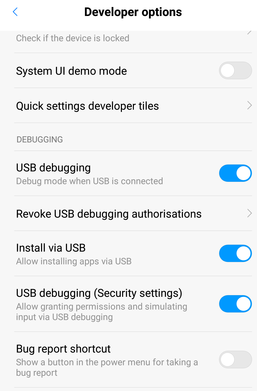 Developer options
Check if the device is locked
System UI demo mode
Quick settings developer tiles
DEBUGGING
USB debugging
Debug mode when USB is connected
Revoke USB debugging authorisations
Install via USB
Allow installing apps via USB
USB debugging (Security settings)
Allow granting permissions and simulating
input via USB debugging
Bug report shortcut
Show a button in the power menu for taking a
bug report